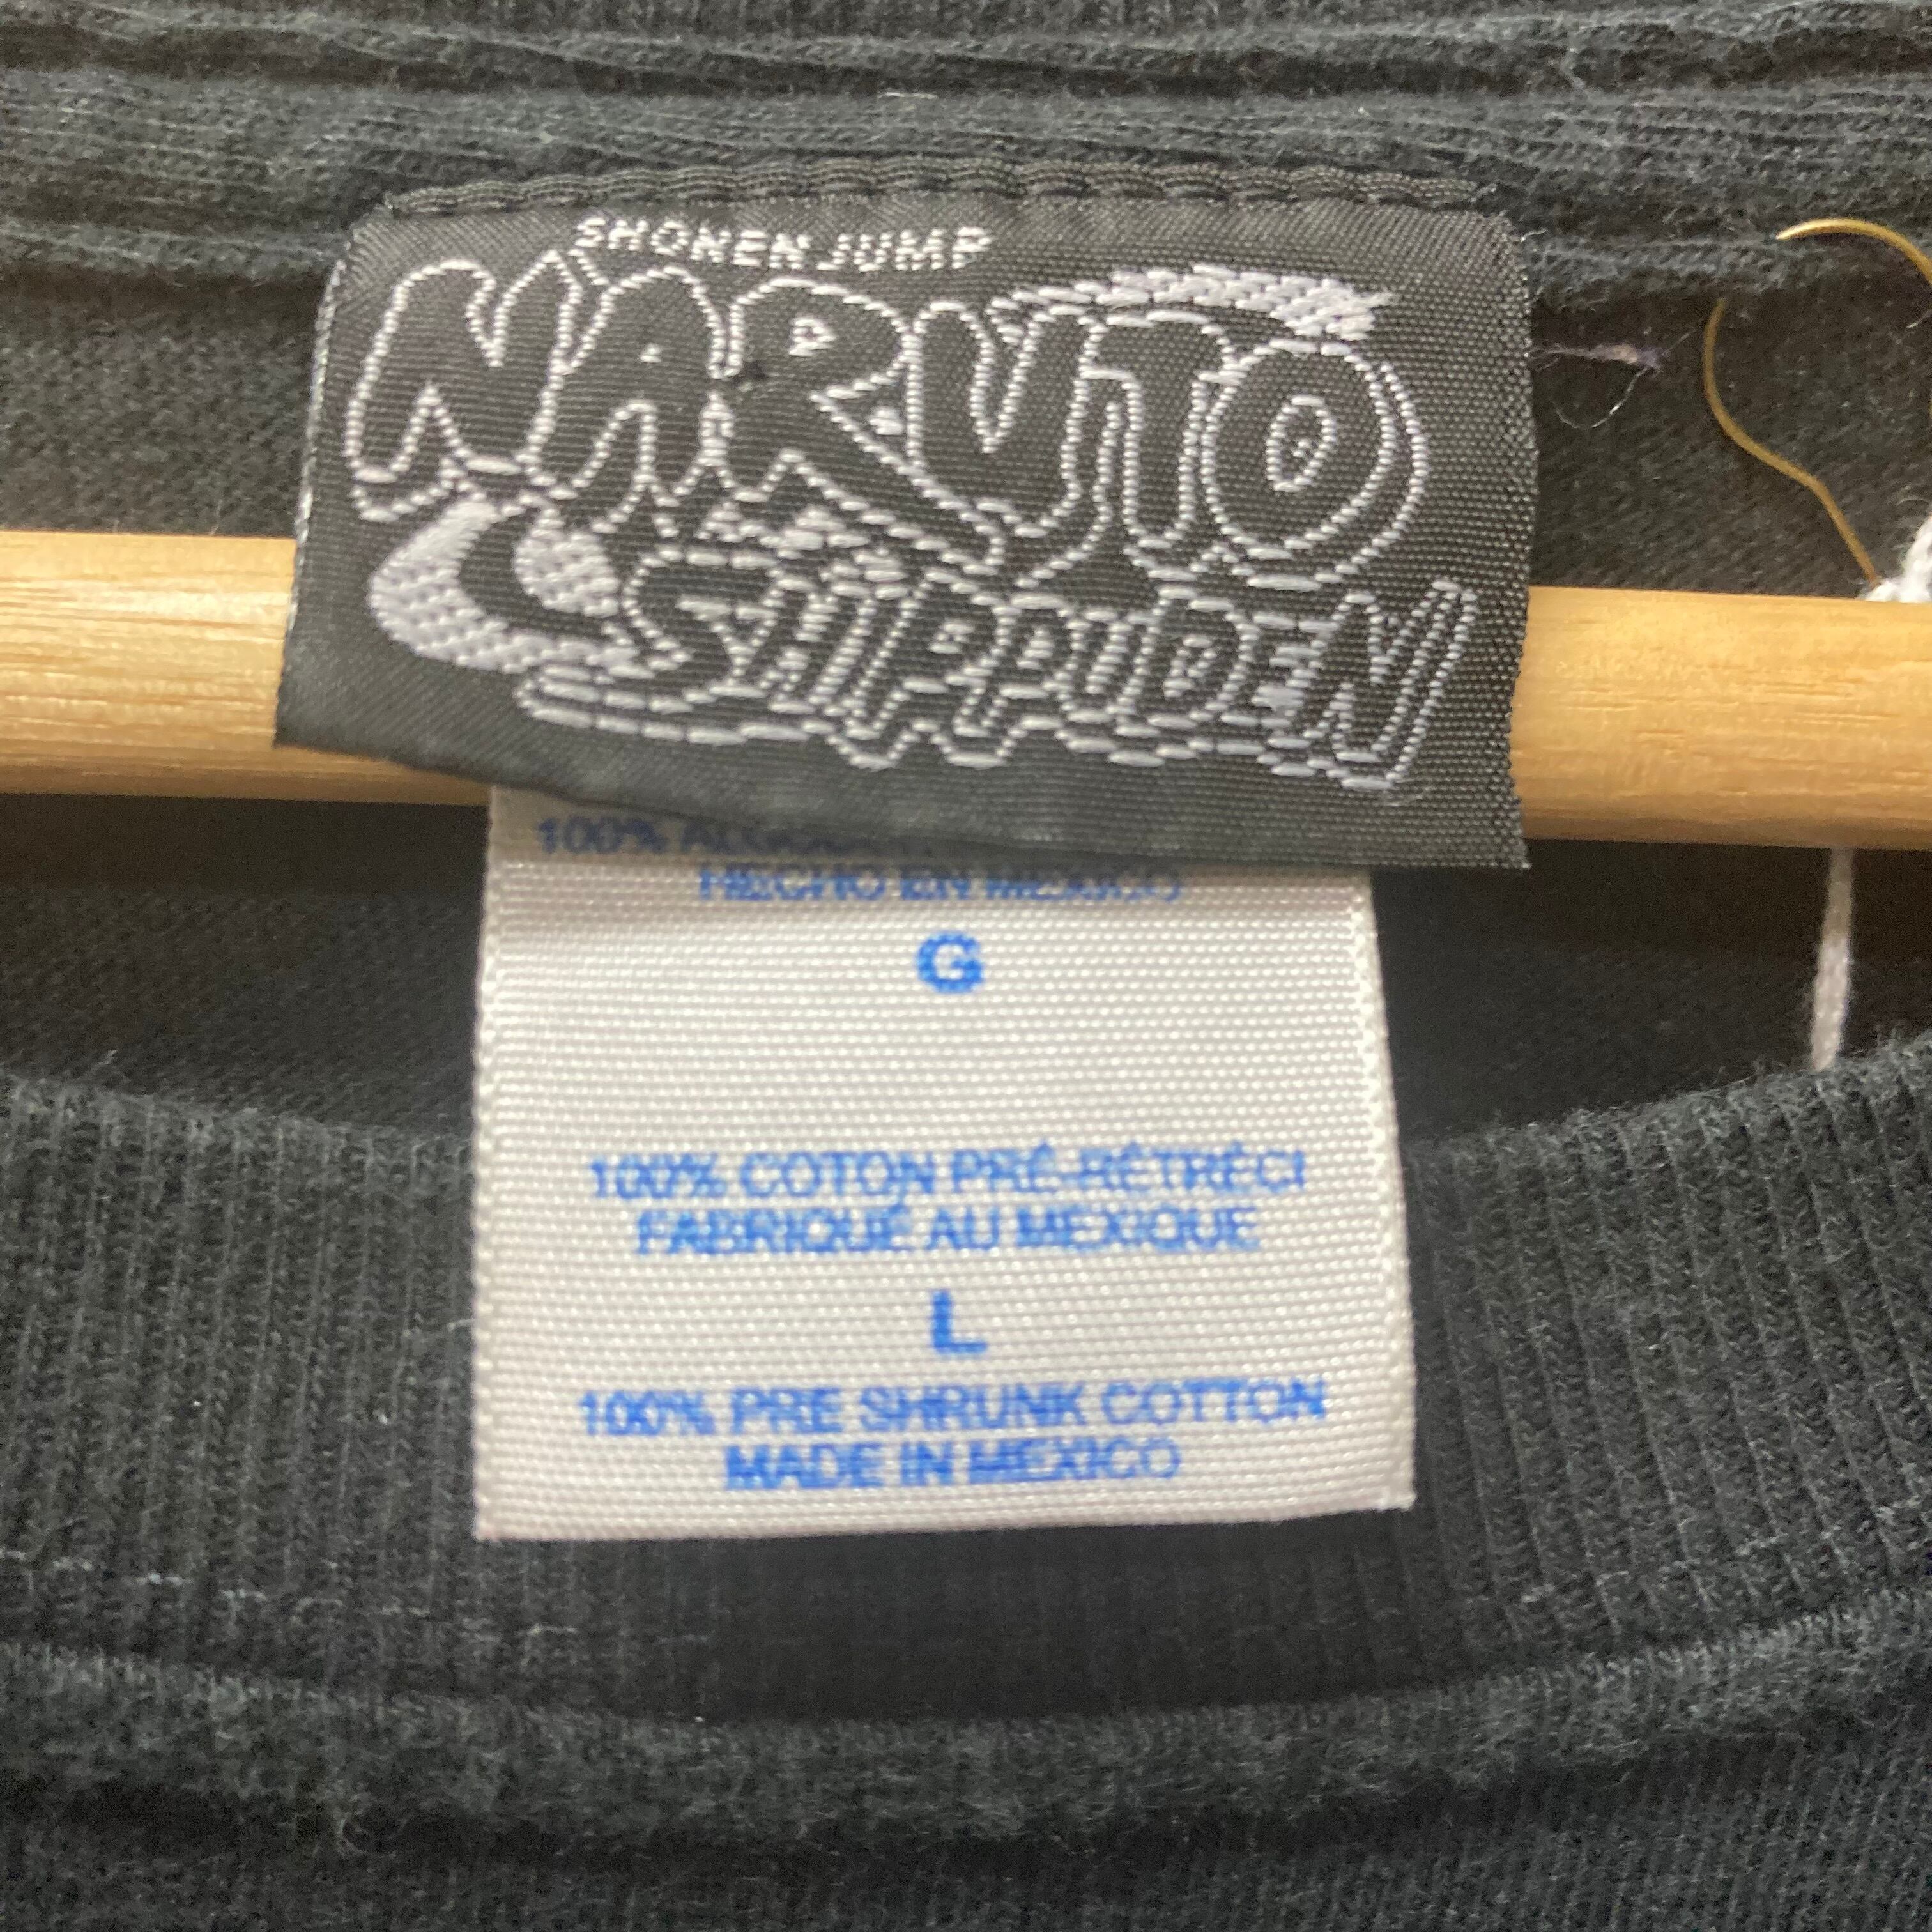 SHONEN JUMP
NARUTO
SHIPPUDEN
100%
HECHO EN MEXICO
G
100% COTON PRÉ-RÉTRÉCI
FABRIQUÉ AU MEXIQUE
L
100% PRE SHRUNK COTTON
MADE IN MEXICO